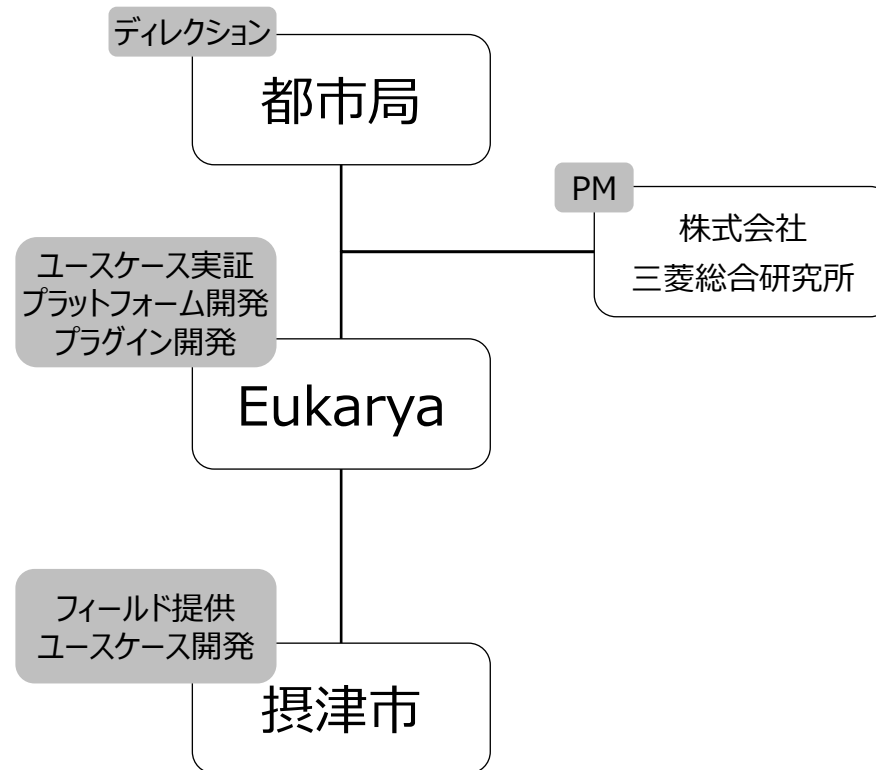 ディレクション
都市局
PM
株式会社
三菱総合研究所
ユースケース実証
プラットフォーム開発
プラグイン開発
Eukarya
フィールド提供
ユースケース開発
摂津市